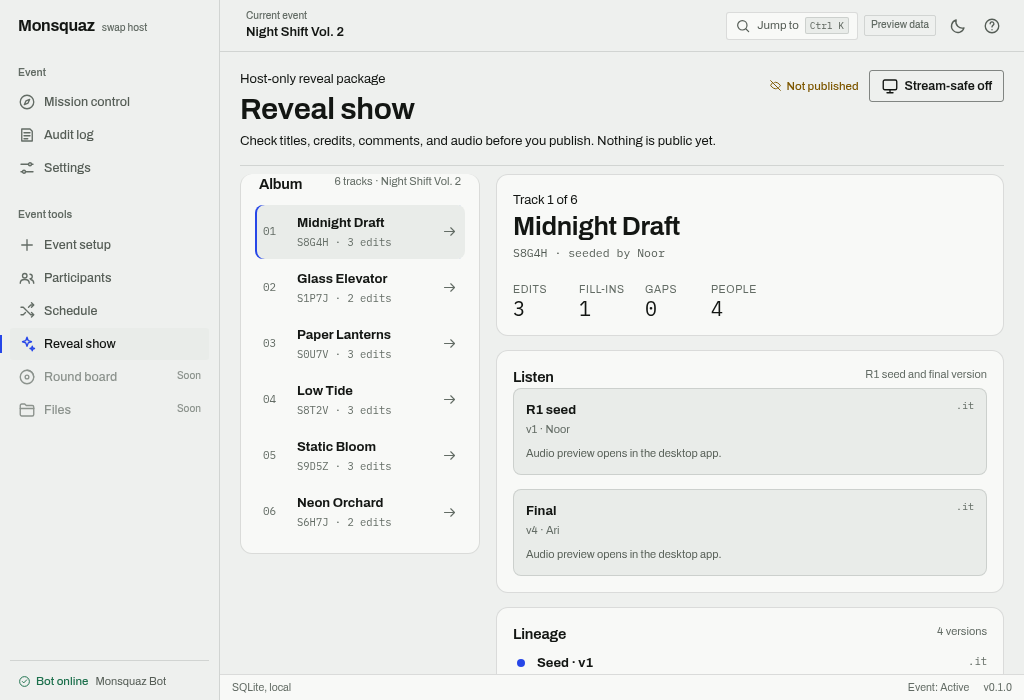 Monsquaz swap host
Event
Mission control
Audit log
Settings
Event tools
Event setup
Participants
Schedule
Reveal show
Round board Soon
Files Soon
Bot online Monsquaz Bot
Current event
Night Shift Vol. 2
Jump to Ctrl K
Preview data
Host-only reveal package
Reveal show
Check titles, credits, comments, and audio before you publish. Nothing is public yet.
Not published
Stream-safe off
Album 6 tracks · Night Shift Vol. 2
01 Midnight Draft
S8G4H · 3 edits
02 Glass Elevator
S1P7J · 2 edits
03 Paper Lanterns
S0U7V · 3 edits
04 Low Tide
S8T2V · 3 edits
05 Static Bloom
S9D5Z · 3 edits
06 Neon Orchard
S6H7J · 2 edits
Track 1 of 6
Midnight Draft
S8G4H · seeded by Noor
EDITS FILL-INS GAPS PEOPLE
3 1 0 4
Listen R1 seed and final version
R1 seed .it
v1 · Noor
Audio preview opens in the desktop app.
Final .it
v4 · Ari
Audio preview opens in the desktop app.
Lineage 4 versions
Seed · v1 .it
SQLite, local Event: Active v0.1.0